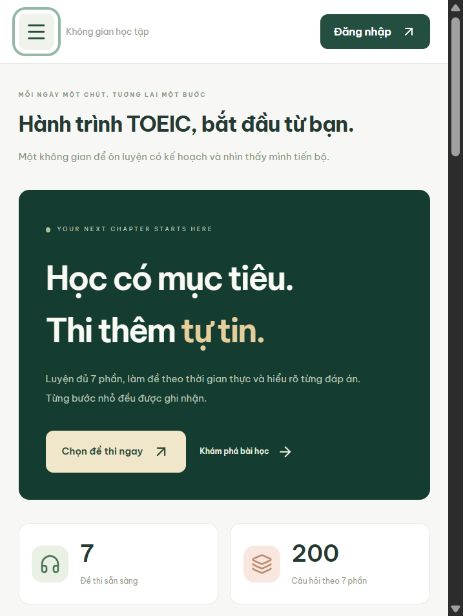 Không gian học tập
Đăng nhập
MỖI NGÀY MỘT CHÚT, TƯƠNG LAI MỘT BƯỚC
Hành trình TOEIC, bắt đầu từ bạn.
Một không gian để ôn luyện có kế hoạch và nhìn thấy mình tiến bộ.
YOUR NEXT CHAPTER STARTS HERE
Học có mục tiêu.
Thi thêm tự tin.
Luyện đủ 7 phần, làm đề theo thời gian thực và hiểu rõ từng đáp án.
Từng bước nhỏ đều được ghi nhận.
Chọn đề thi ngay
Khám phá bài học
7
Đề thi sẵn sàng
200
Câu hỏi theo 7 phần